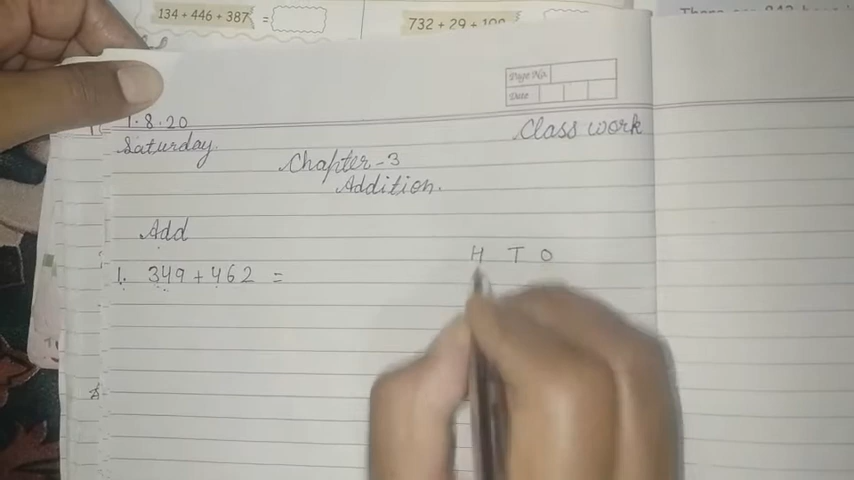 134 + 446 + 387 =
732 + 29 + 100
Page No.
Date
1.8.20
Class work
Saturday.
Chapter-3
Addition.
Add
H T O
1. 349 + 462 =